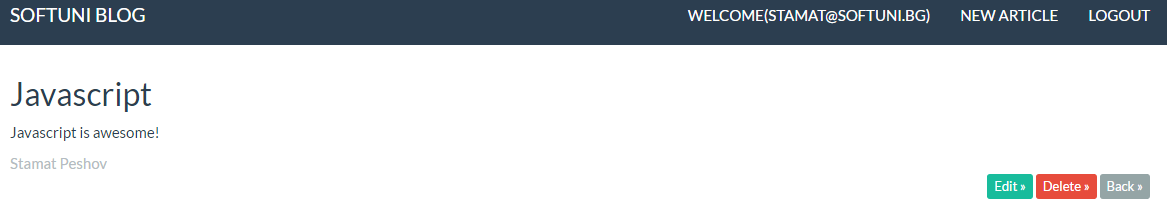 SOFTUNI BLOG WELCOME(STAMAT@SOFTUNI.BG) NEW ARTICLE LOGOUT
Javascript
Javascript is awesome!
Stamat Peshov
Edit » Delete » Back »